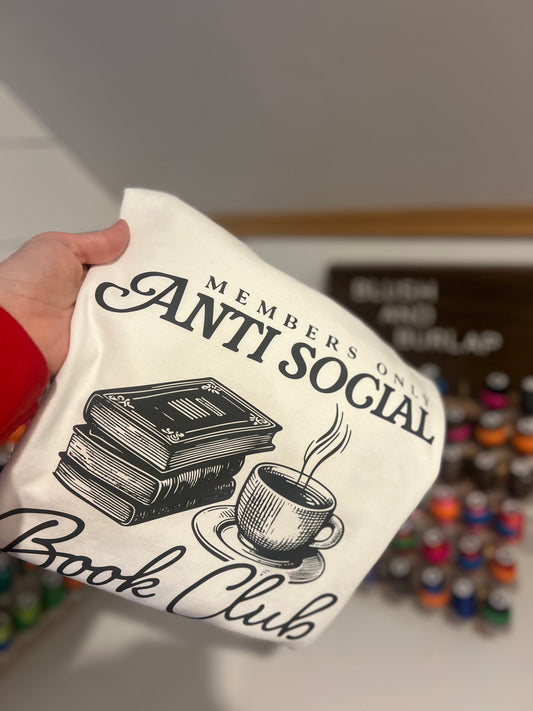 MEMBERS ONLY
ANTI SOCIAL
Book Club
BLUSH
AND
BURLAP